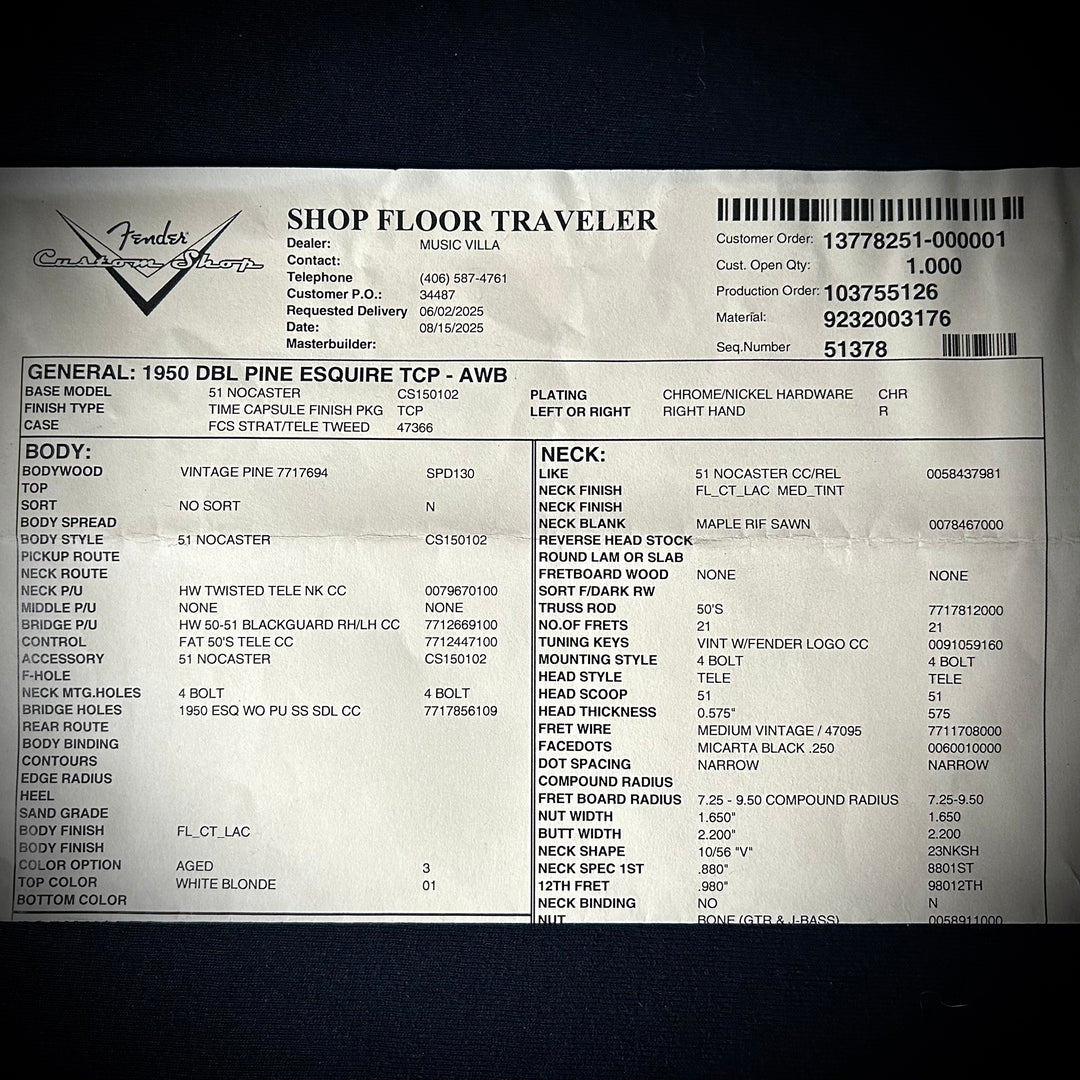 Fender
Custom Shop
SHOP FLOOR TRAVELER
Dealer: MUSIC VILLA
Contact:
Telephone (406) 587-4761
Customer P.O.: 34487
Requested Delivery 06/02/2025
Date: 08/15/2025
Masterbuilder:
Customer Order: 13778251-000001
Cust. Open Qty: 1.000
Production Order: 103755126
Material: 9232003176
Seq.Number 51378
GENERAL: 1950 DBL PINE ESQUIRE TCP - AWB
BASE MODEL 51 NOCASTER CS150102 PLATING CHROME/NICKEL HARDWARE CHR
FINISH TYPE TIME CAPSULE FINISH PKG TCP LEFT OR RIGHT RIGHT HAND R
CASE FCS STRAT/TELE TWEED 47366
BODY:
BODYWOOD VINTAGE PINE 7717694 SPD130
TOP
SORT NO SORT N
BODY SPREAD
BODY STYLE 51 NOCASTER CS150102
PICKUP ROUTE
NECK ROUTE
NECK P/U HW TWISTED TELE NK CC 0079670100
MIDDLE P/U NONE NONE
BRIDGE P/U HW 50-51 BLACKGUARD RH/LH CC 7712669100
CONTROL FAT 50'S TELE CC 7712447100
ACCESSORY 51 NOCASTER CS150102
F-HOLE
NECK MTG.HOLES 4 BOLT 4 BOLT
BRIDGE HOLES 1950 ESQ WO PU SS SDL CC 7717856109
REAR ROUTE
BODY BINDING
CONTOURS
EDGE RADIUS
HEEL
SAND GRADE
BODY FINISH FL_CT_LAC
BODY FINISH
COLOR OPTION AGED 3
TOP COLOR WHITE BLONDE 01
BOTTOM COLOR
NECK:
LIKE 51 NOCASTER CC/REL 0058437981
NECK FINISH FL_CT_LAC MED_TINT
NECK FINISH
NECK BLANK MAPLE RIF SAWN 0078467000
REVERSE HEAD STOCK
ROUND LAM OR SLAB
FRETBOARD WOOD NONE NONE
SORT F/DARK RW
TRUSS ROD 50'S 7717812000
NO.OF FRETS 21 21
TUNING KEYS VINT W/FENDER LOGO CC 0091059160
MOUNTING STYLE 4 BOLT 4 BOLT
HEAD STYLE TELE TELE
HEAD SCOOP 51 51
HEAD THICKNESS 0.575" 575
FRET WIRE MEDIUM VINTAGE / 47095 7711708000
FACEDOTS MICARTA BLACK .250 0060010000
DOT SPACING NARROW NARROW
COMPOUND RADIUS
FRET BOARD RADIUS 7.25 - 9.50 COMPOUND RADIUS 7.25-9.50
NUT WIDTH 1.650" 1.650
BUTT WIDTH 2.200" 2.200
NECK SHAPE 10/56 "V" 23NKSH
NECK SPEC 1ST .880" 8801ST
12TH FRET .980" 98012TH
NECK BINDING NO N
NUT BONE (GTR & J-BASS) 0058911000